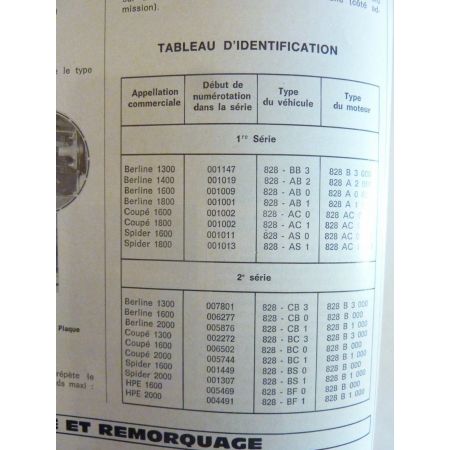 mission).
(côté
TABLEAU D'IDENTIFICATION
e le type
Appellation commerciale Début de numérotation dans la série Type du véhicule Type du moteur
1re Série
Berline 1300 001147 828 - BB 3 828 B 3
Berline 1400 001019 828 - AB 2 828 A 2
Berline 1600 001009 828 - AB 0 828 A 0
Berline 1800 001001 828 - AB 1 828 A 1
Coupé 1600 001002 828 - AC 0 828 AC
Coupé 1800 001002 828 - AC 1 828 AC
Spider 1600 001011 828 - AS 0 828 AC
Spider 1800 001013 828 - AS 1 828 AC
2e série
Berline 1300 007801 828 - CB 3 828 B 3 000
Berline 1600 006277 828 - CB 0 828 B 000
Berline 2000 005876 828 - CB 1 828 B 1 000
Coupé 1300 002272 828 - BC 3 828 B 3 000
Coupé 1600 006502 828 - BC 0 828 B 000
Coupé 2000 005744 828 - BC 1 828 B 1 000
Spider 1600 001449 828 - BS 0 828 B 000
Spider 2000 001307 828 - BS 1 828 B 1 000
HPE 1600 005469 828 - BF 0 828 B 000
HPE 2000 004491 828 - BF 1 828 B 1 000
Plaque
répète le
ds maxi) :
E ET REMORQUAGE